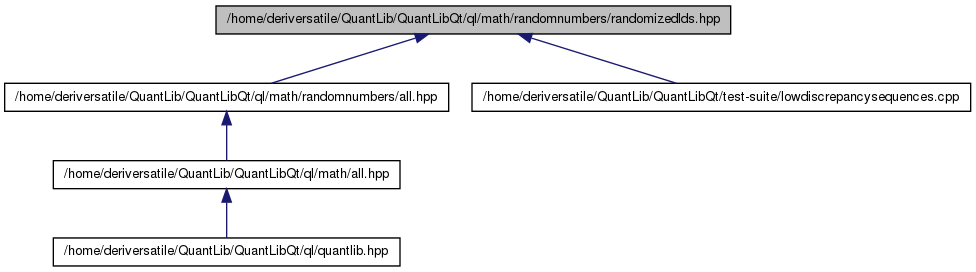 /home/deriversatile/QuantLib/QuantLibQt/ql/math/randomnumbers/randomizedlds.hpp
/home/deriversatile/QuantLib/QuantLibQt/ql/math/randomnumbers/all.hpp
/home/deriversatile/QuantLib/QuantLibQt/test-suite/lowdiscrepancysequences.cpp
/home/deriversatile/QuantLib/QuantLibQt/ql/math/all.hpp
/home/deriversatile/QuantLib/QuantLibQt/ql/quantlib.hpp